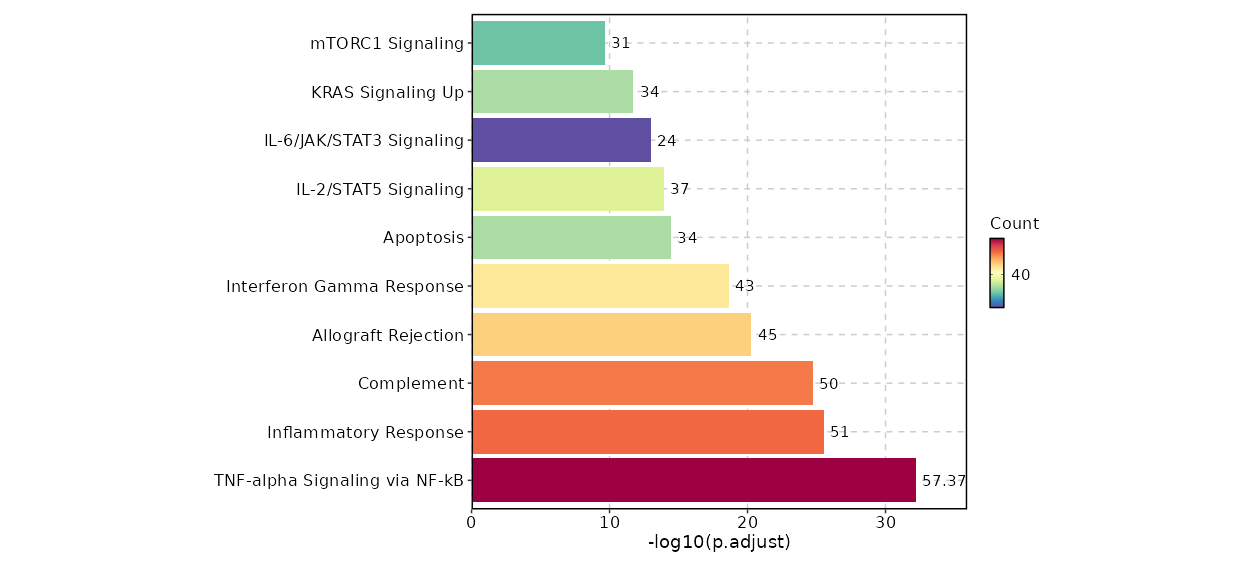 mTORC1 Signaling 31
KRAS Signaling Up 34
IL-6/JAK/STAT3 Signaling 24
IL-2/STAT5 Signaling 37
Apoptosis 34
Interferon Gamma Response 43
Allograft Rejection 45
Complement 50
Inflammatory Response 51
TNF-alpha Signaling via NF-kB 57.37
0 10 20 30
-log10(p.adjust)
Count
40